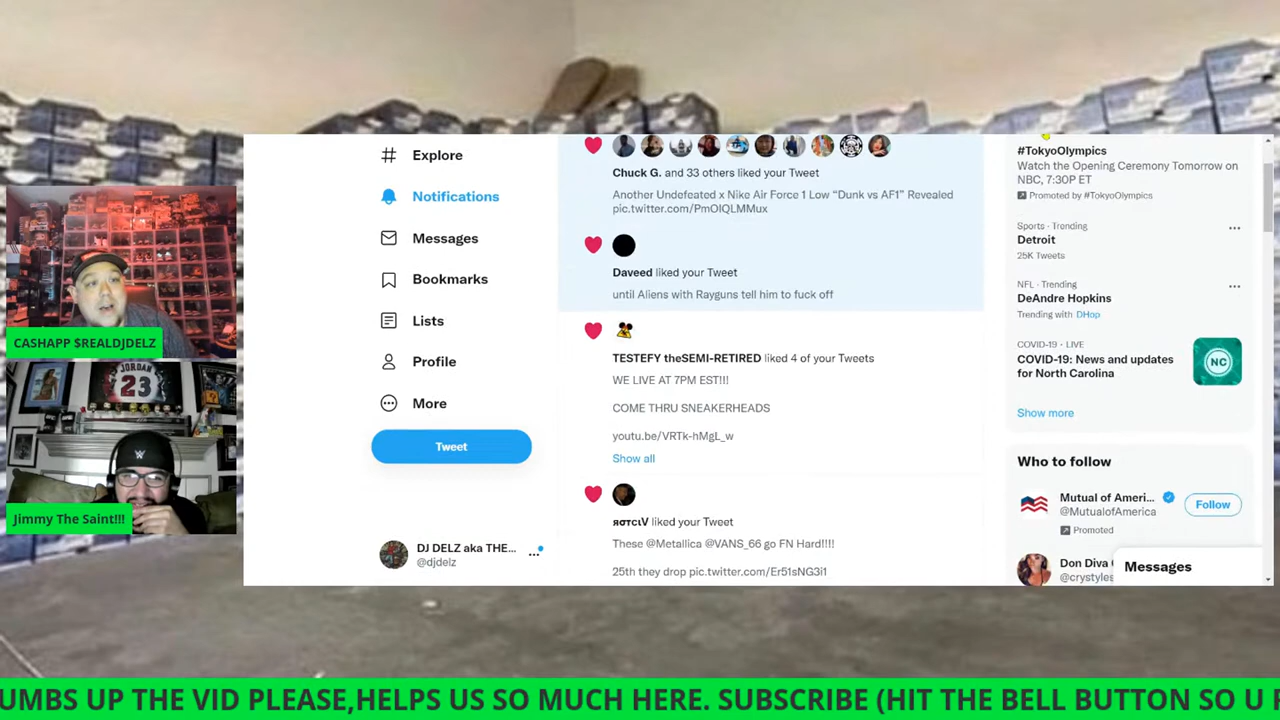 Explore
Notifications
Messages
Bookmarks
Lists
Profile
More
Tweet
DJ DELZ aka THE...
@djdelz
Chuck G. and 33 others liked your Tweet
Another Undefeated x Nike Air Force 1 Low “Dunk vs AF1” Revealed
pic.twitter.com/PmOIQLMMux
Daveed liked your Tweet
until Aliens with Rayguns tell him to fuck off
TESTEFY theSEMI-RETIRED liked 4 of your Tweets
WE LIVE AT 7PM EST!!!
COME THRU SNEAKERHEADS
youtu.be/VRTk-hMgL_w
Show all
liked your Tweet
These @Metallica @VANS_66 go FN Hard!!!!
25th they drop pic.twitter.com/Er51sNG3i1
#TokyoOlympics
Watch the Opening Ceremony Tomorrow on
NBC, 7:30P ET
Promoted by #TokyoOlympics
Sports · Trending
Detroit
25K Tweets
NFL · Trending
DeAndre Hopkins
Trending with DHop
COVID-19 · LIVE
COVID-19: News and updates
for North Carolina
NC
Show more
Who to follow
Mutual of Ameri...
@MutualofAmerica
Follow
Promoted
Don Diva
@crystyles
Messages
CASHAPP $REALDJDELZ
JORDAN
23
W
Jimmy The Saint!!!
UMBS UP THE VID PLEASE,HELPS US SO MUCH HERE. SUBSCRIBE (HIT THE BELL BUTTON SO U